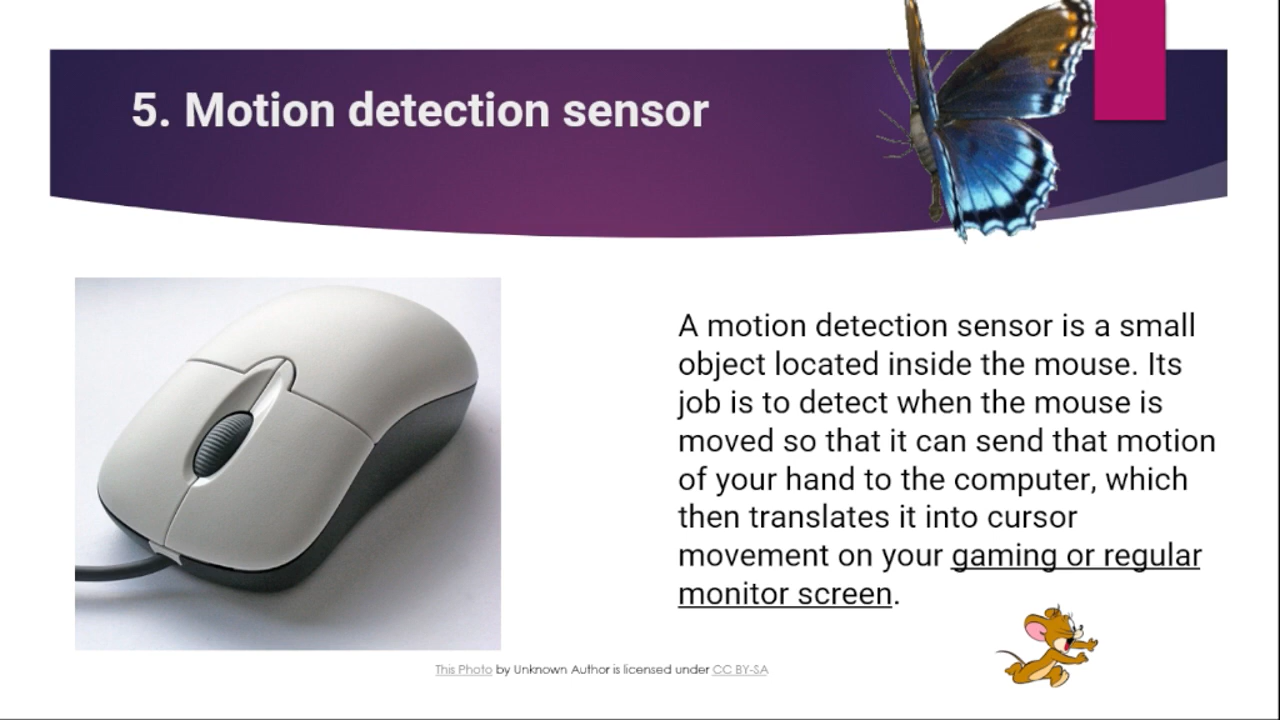 5. Motion detection sensor
A motion detection sensor is a small
object located inside the mouse. Its
job is to detect when the mouse is
moved so that it can send that motion
of your hand to the computer, which
then translates it into cursor
movement on your gaming or regular
monitor screen.
This Photo by Unknown Author is licensed under CC BY-SA